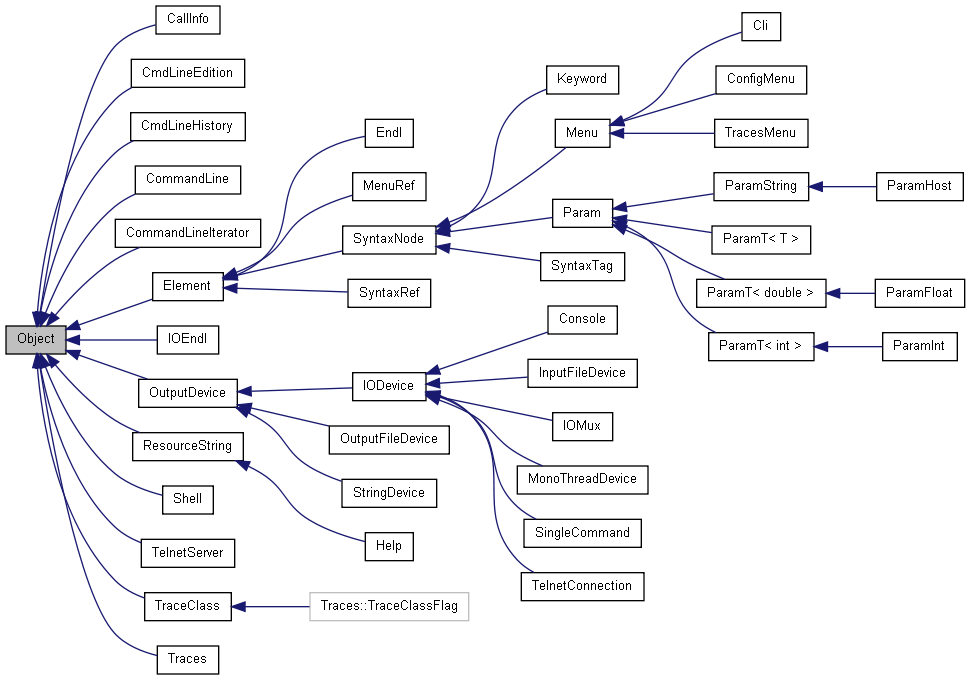 CallInfo
CmdLineEdition
CmdLineHistory
CommandLine
CommandLineIterator
Element
IOEndl
Object
OutputDevice
ResourceString
Shell
TelnetServer
TraceClass
Traces
Endl
MenuRef
SyntaxNode
SyntaxRef
IODevice
OutputFileDevice
StringDevice
Help
Traces::TraceClassFlag
Keyword
Menu
Param
SyntaxTag
Console
InputFileDevice
IOMux
MonoThreadDevice
SingleCommand
TelnetConnection
Cli
ConfigMenu
TracesMenu
ParamString
ParamT< T >
ParamT< double >
ParamT< int >
ParamHost
ParamFloat
ParamInt